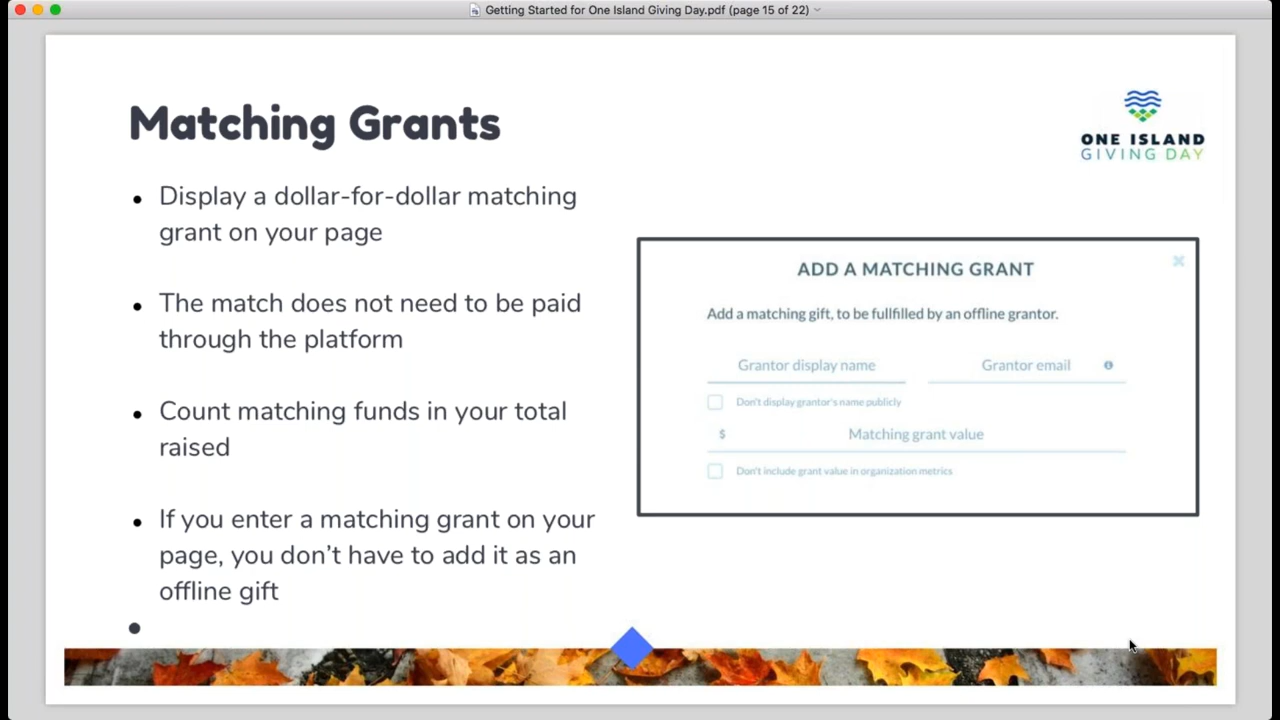 Getting Started for One Island Giving Day.pdf (page 15 of 22)
Matching Grants
ONE ISLAND
GIVING DAY
• Display a dollar-for-dollar matching
grant on your page
• The match does not need to be paid
through the platform
• Count matching funds in your total
raised
• If you enter a matching grant on your
page, you don't have to add it as an
offline gift
•
ADD A MATCHING GRANT
Add a matching gift, to be fullfilled by an offline grantor.
Grantor display name
Grantor email
Don't display grantor's name publicly
$ Matching grant value
Don't include grant value in organization metrics